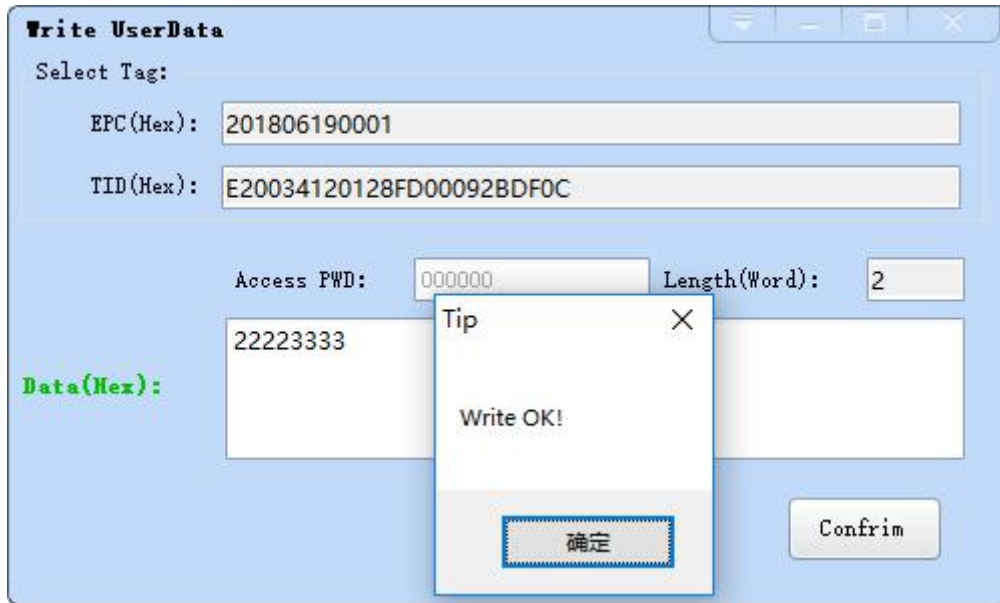 Write UserData
Select Tag:
EPC(Hex): 201806190001
TID(Hex): E20034120128FD00092BDF0C
Access PWD: 000000 Length(Word): 2
Data(Hex): 22223333
Tip
Write OK!
确定
Confrim